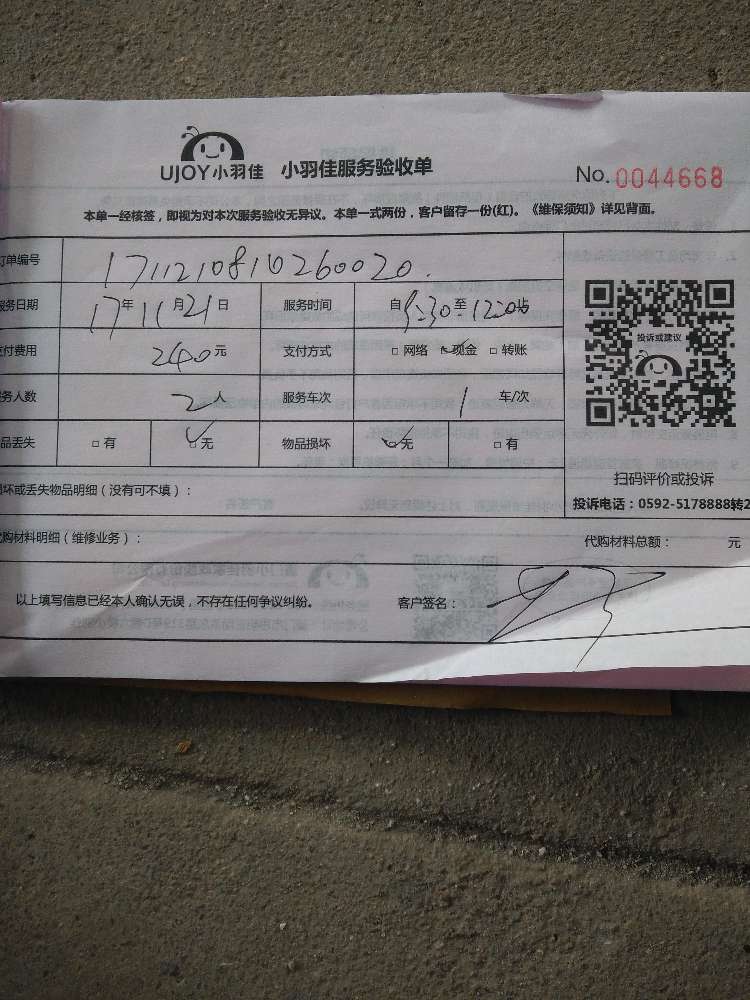 UJOY小羽佳 小羽佳服务验收单 No. 0044668
本单一经核签，即视为对本次服务验收无异议。本单一式两份，客户留存一份(红)。《维保须知》详见背面。
订单编号 1711210810260020.
服务日期 17年11月21日 服务时间 自9:30至12:00止
支付费用 240元 支付方式 □网络 ☑现金 □转账
服务人数 2人 服务车次 1 车/次
物品丢失 □有 ☑无 物品损坏 ☑无 □有
投诉或建议
扫码评价或投诉
损坏或丢失物品明细（没有可不填）：
投诉电话：0592-5178888转2
代购材料明细（维修业务）： 代购材料总额： 元
以上填写信息已经本人确认无误，不存在任何争议纠纷。 客户签名：